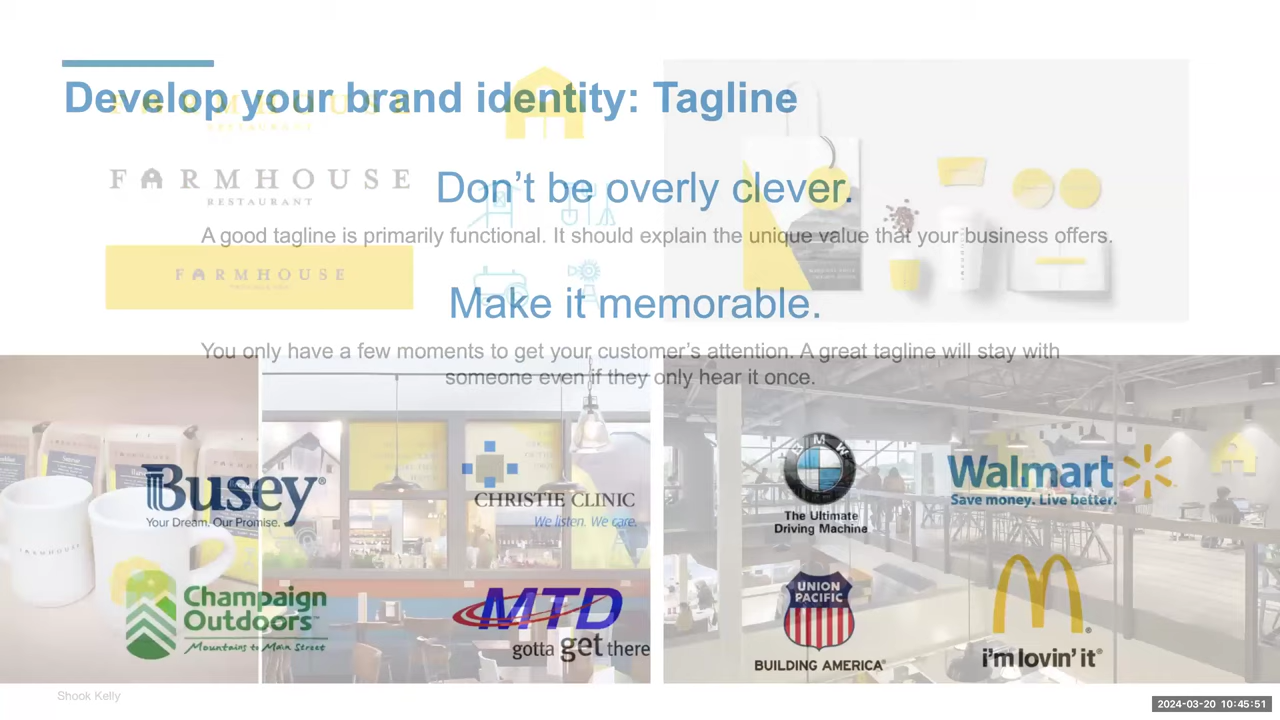 Develop your brand identity: Tagline
FARMHOUSE
FARMHOUSE
RESTAURANT
FARMHOUSE
Don't be overly clever.
A good tagline is primarily functional. It should explain the unique value that your business offers.
Make it memorable.
You only have a few moments to get your customer's attention. A great tagline will stay with
someone even if they only hear it once.
FARMHOUSE
Busey®
Your Dream. Our Promise.
CHRISTIE CLINIC
We listen. We care.
BMW
The Ultimate
Driving Machine
Walmart
Save money. Live better.
Champaign
Outdoors
Mountains to Main Street
MTD
gotta get there
UNION
PACIFIC
BUILDING AMERICA®
i'm lovin' it®
Shook Kelly
2024-03-20 10:45:51